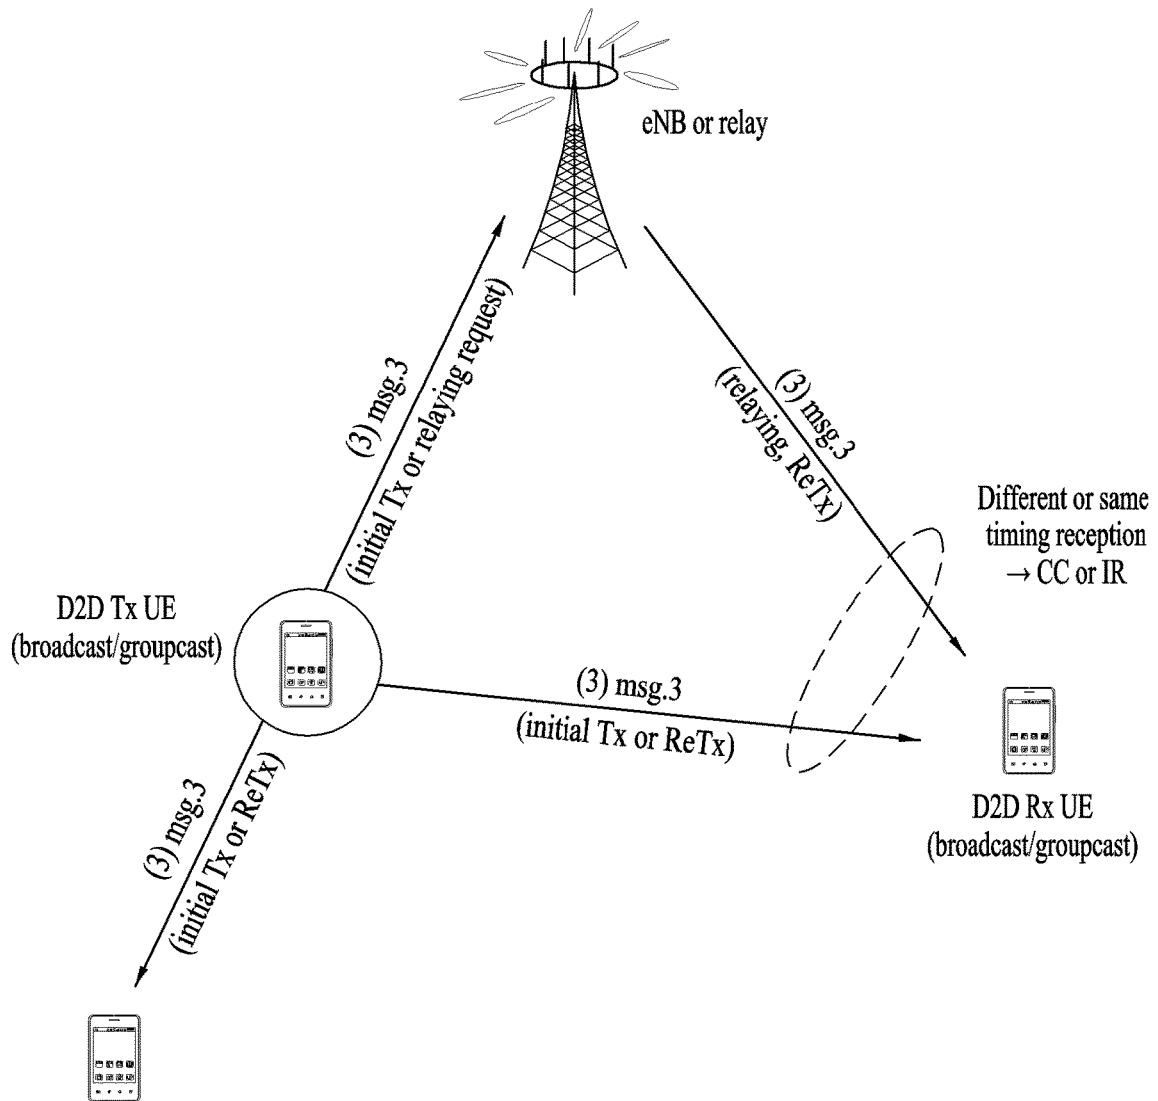 eNB or relay
(3) msg.3
(initial Tx or relaying request)
(3) msg.3
(relaying, ReTx)
Different or same
timing reception
→ CC or IR
D2D Tx UE
(broadcast/groupcast)
(3) msg.3
(initial Tx or ReTx)
D2D Rx UE
(broadcast/groupcast)
(3) msg.3
(initial Tx or ReTx)